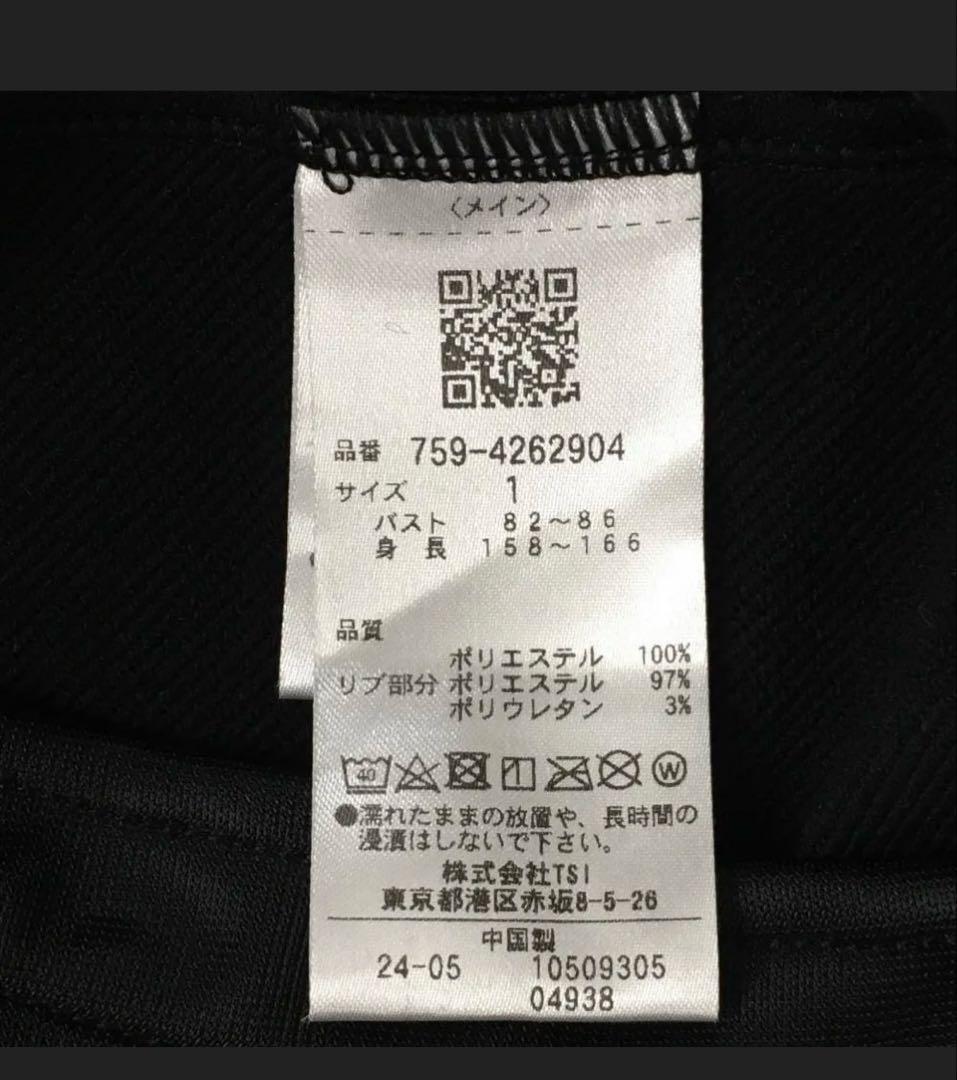 〈メイン〉
品番 759-4262904
サイズ 1
バスト 82〜86
身長 158〜166
品質
ポリエステル 100%
リブ部分 ポリエステル 97%
ポリウレタン 3%
40
W
●濡れたままの放置や、長時間の
浸漬はしないで下さい。
株式会社TSI
東京都港区赤坂8-5-26
中国製
24-05 10509305
04938